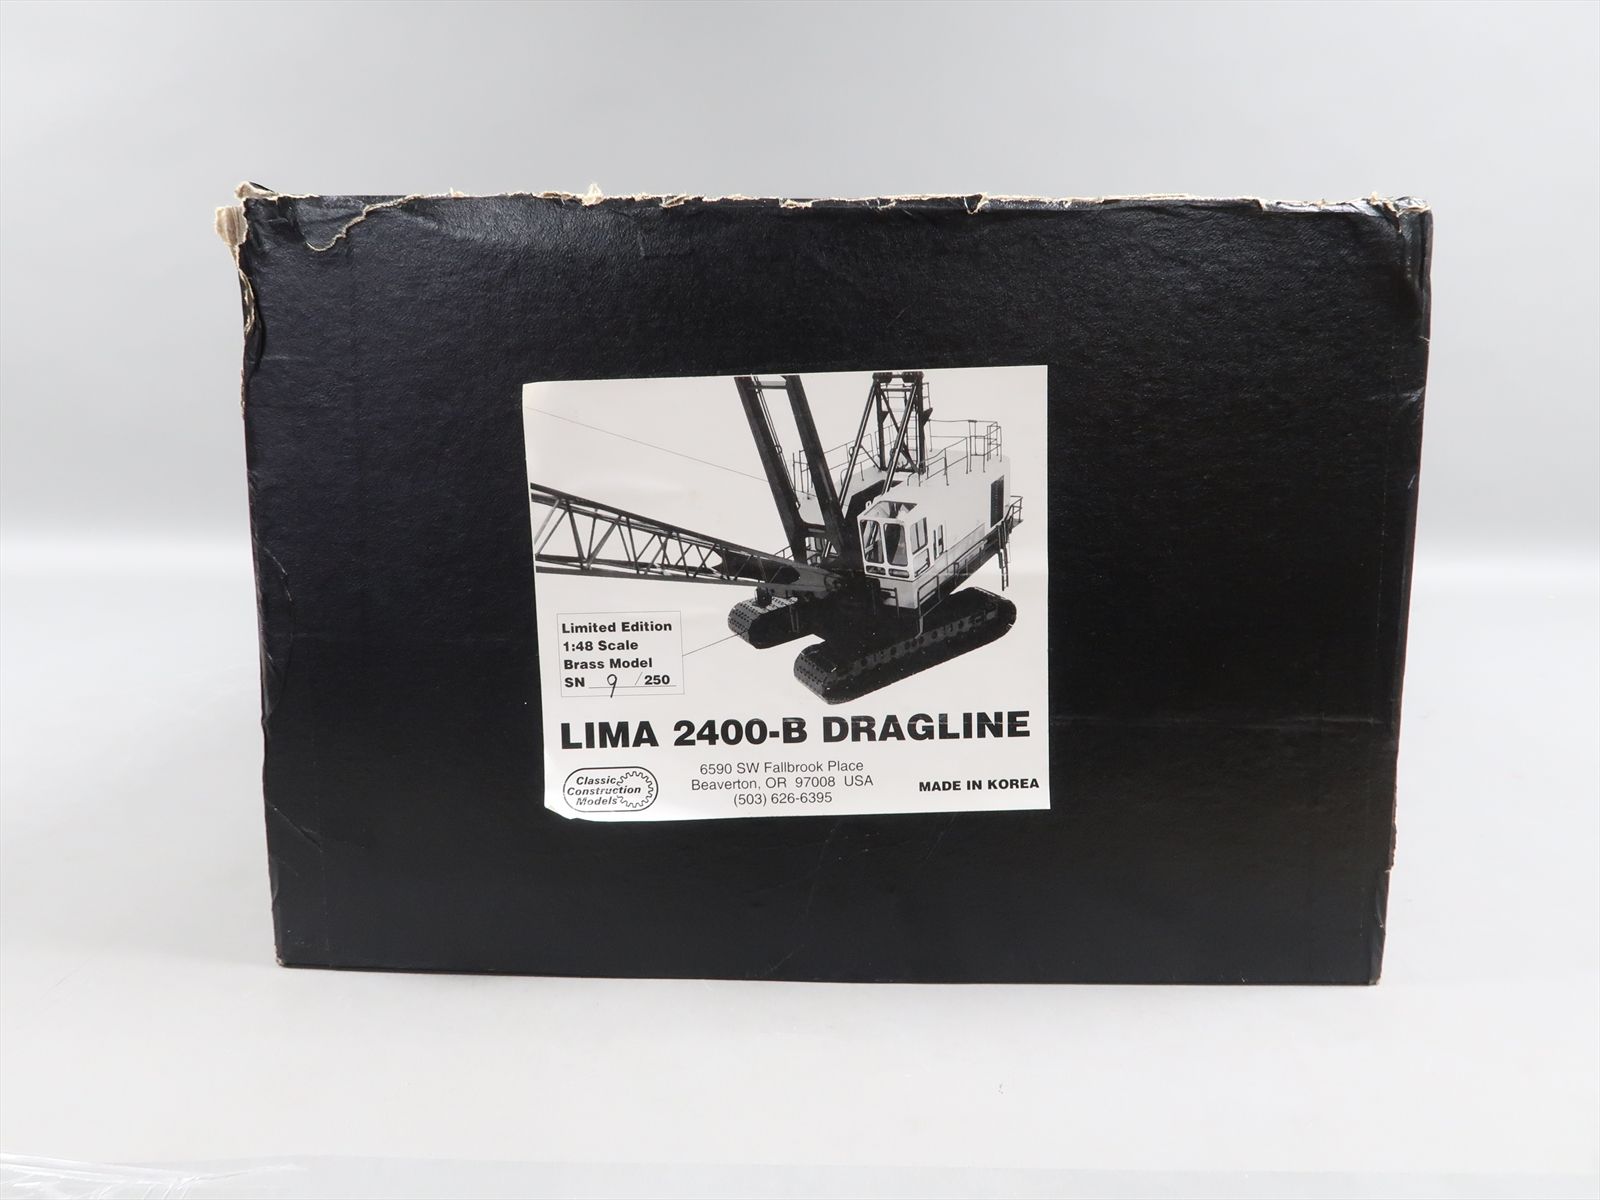 Limited Edition
1:48 Scale
Brass Model
SN 9 /250
LIMA 2400-B DRAGLINE
Classic
Construction
Models
6590 SW Fallbrook Place
Beaverton, OR 97008 USA
(503) 626-6395
MADE IN KOREA